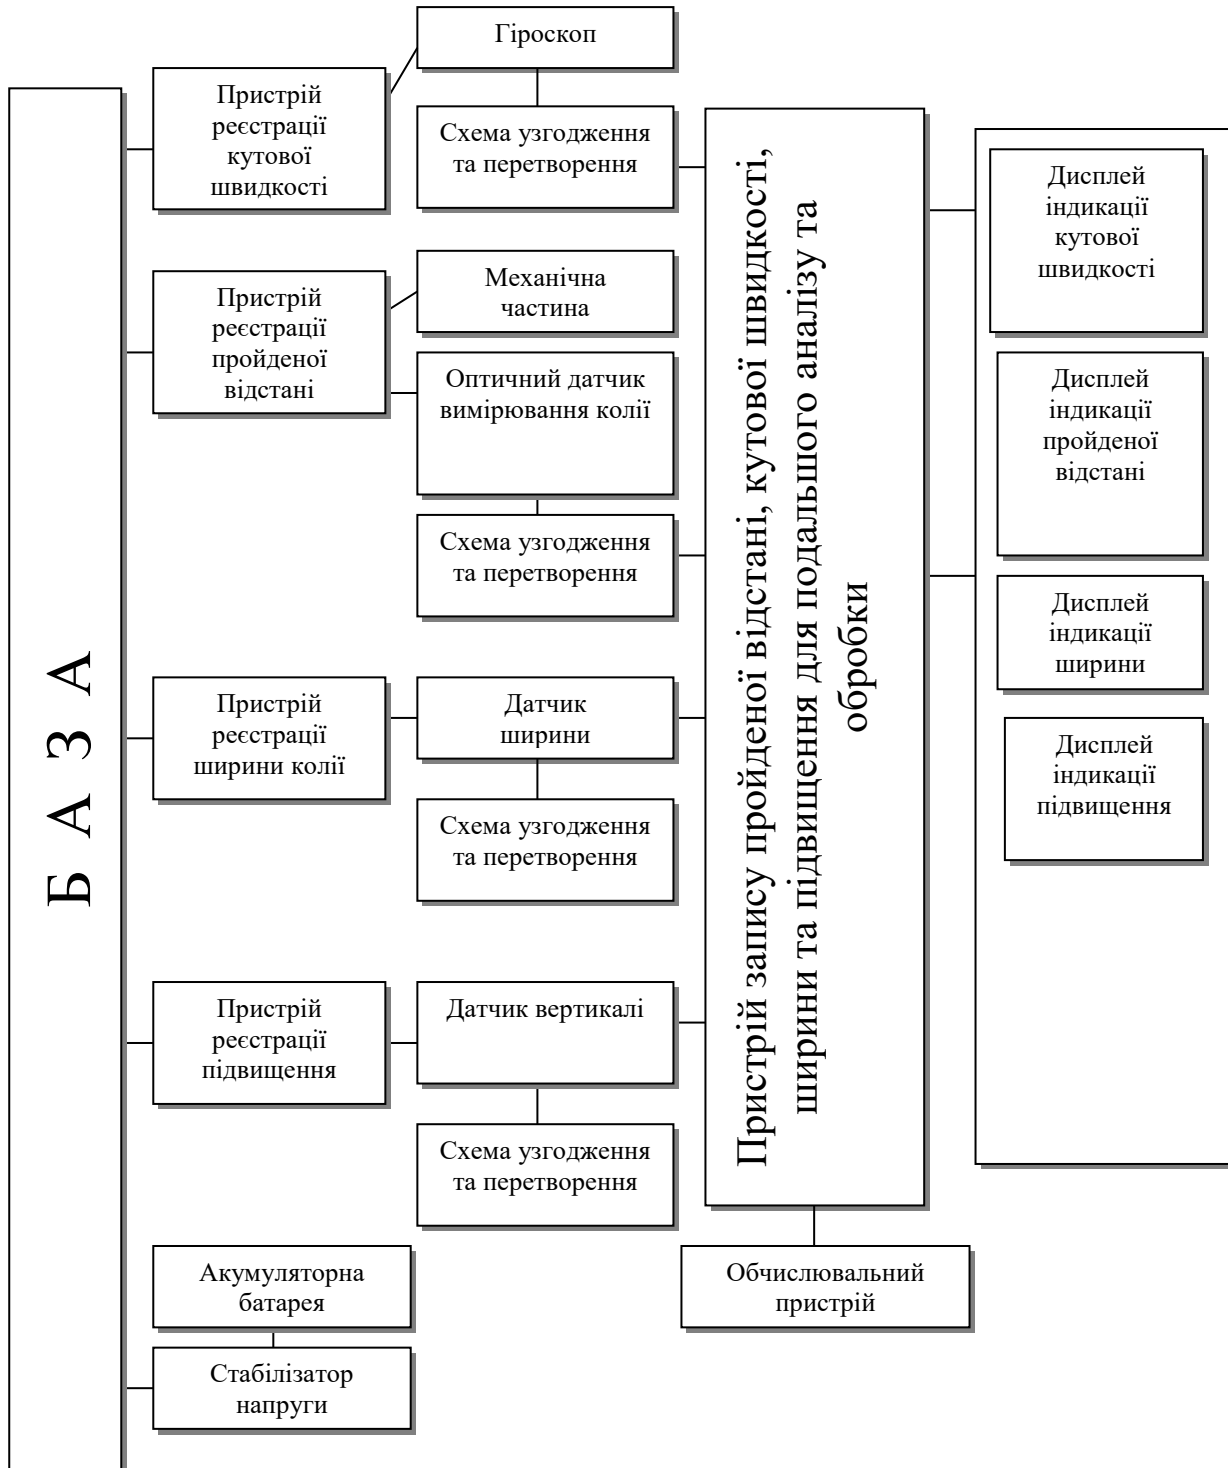 Гіроскоп
Пристрій
реєстрації
кутової
швидкості
Схема узгодження
та перетворення
Механічна
частина
Пристрій
реєстрації
пройденої
відстані
Оптичний датчик
вимірювання колії
Схема узгодження
та перетворення
Б А З А
Пристрій
реєстрації
ширини колії
Датчик
ширини
Схема узгодження
та перетворення
Пристрій
реєстрації
підвищення
Датчик вертикалі
Схема узгодження
та перетворення
Акумуляторна
батарея
Стабілізатор
напруги
Пристрій запису пройденої відстані, кутової швидкості,
ширини та підвищення для подальшого аналізу та
обробки
Обчислювальний
пристрій
Дисплей
індикації
кутової
швидкості
Дисплей
індикації
пройденої
відстані
Дисплей
індикації
ширини
Дисплей
індикації
підвищення